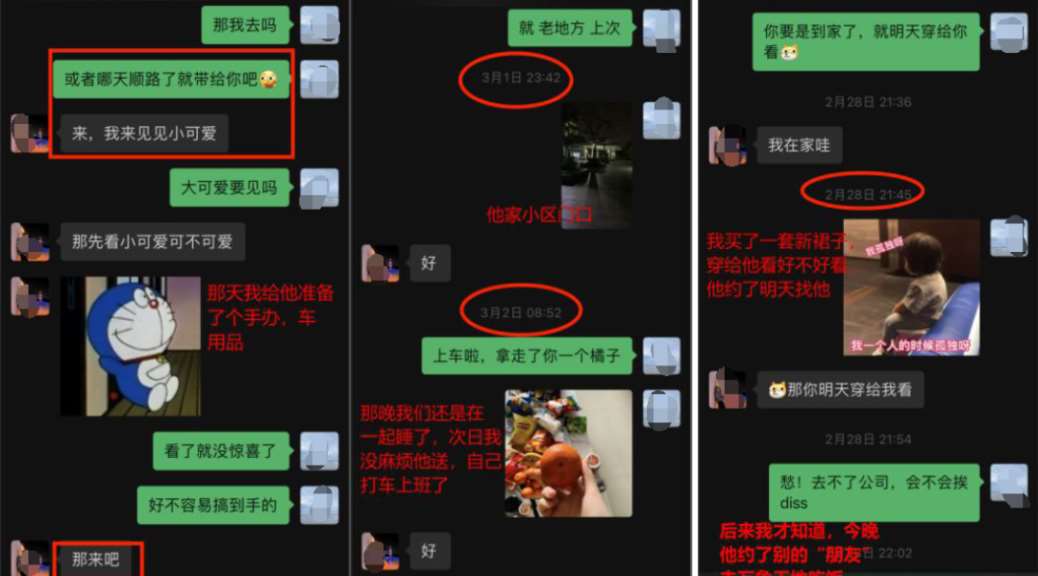 那我去吗
或者哪天顺路了就带给你吧
来，我来见见小可爱
大可爱要见吗
那先看小可爱可不可爱
那天我给他准备
了个手办，车
用品
看了就没惊喜了
好不容易搞到手的
那来吧
就 老地方 上次
3月1日 23:42
他家小区门口
好
3月2日 08:52
上车啦，拿走了你一个橘子
那晚我们还是在
一起睡了，次日我
没麻烦他送，自己
打车上班了
好
你要是到家了，就明天穿给你
看
2月28日 21:36
我在家哇
2月28日 21:45
我买了一套新裙子，
穿给他看好不好看
他约了明天找他
我孤独呀
我一个人的时候孤独呀
那你明天穿给我看
2月28日 21:54
愁！去不了公司，会不会挨
diss
后来我才知道，今晚
他约了别的“朋友”
日 22:02